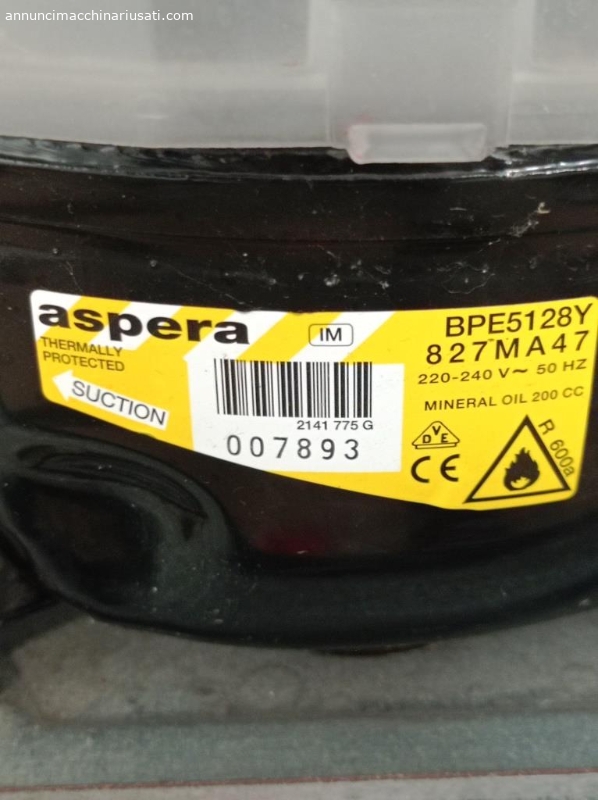 annuncimacchinariusati.com
aspera
IM
THERMALLY
PROTECTED
SUCTION
2141 775 G
007893
BPE5128Y
827MA47
220-240 V~ 50 HZ
MINERAL OIL 200 CC
DVE
CE
R 600a